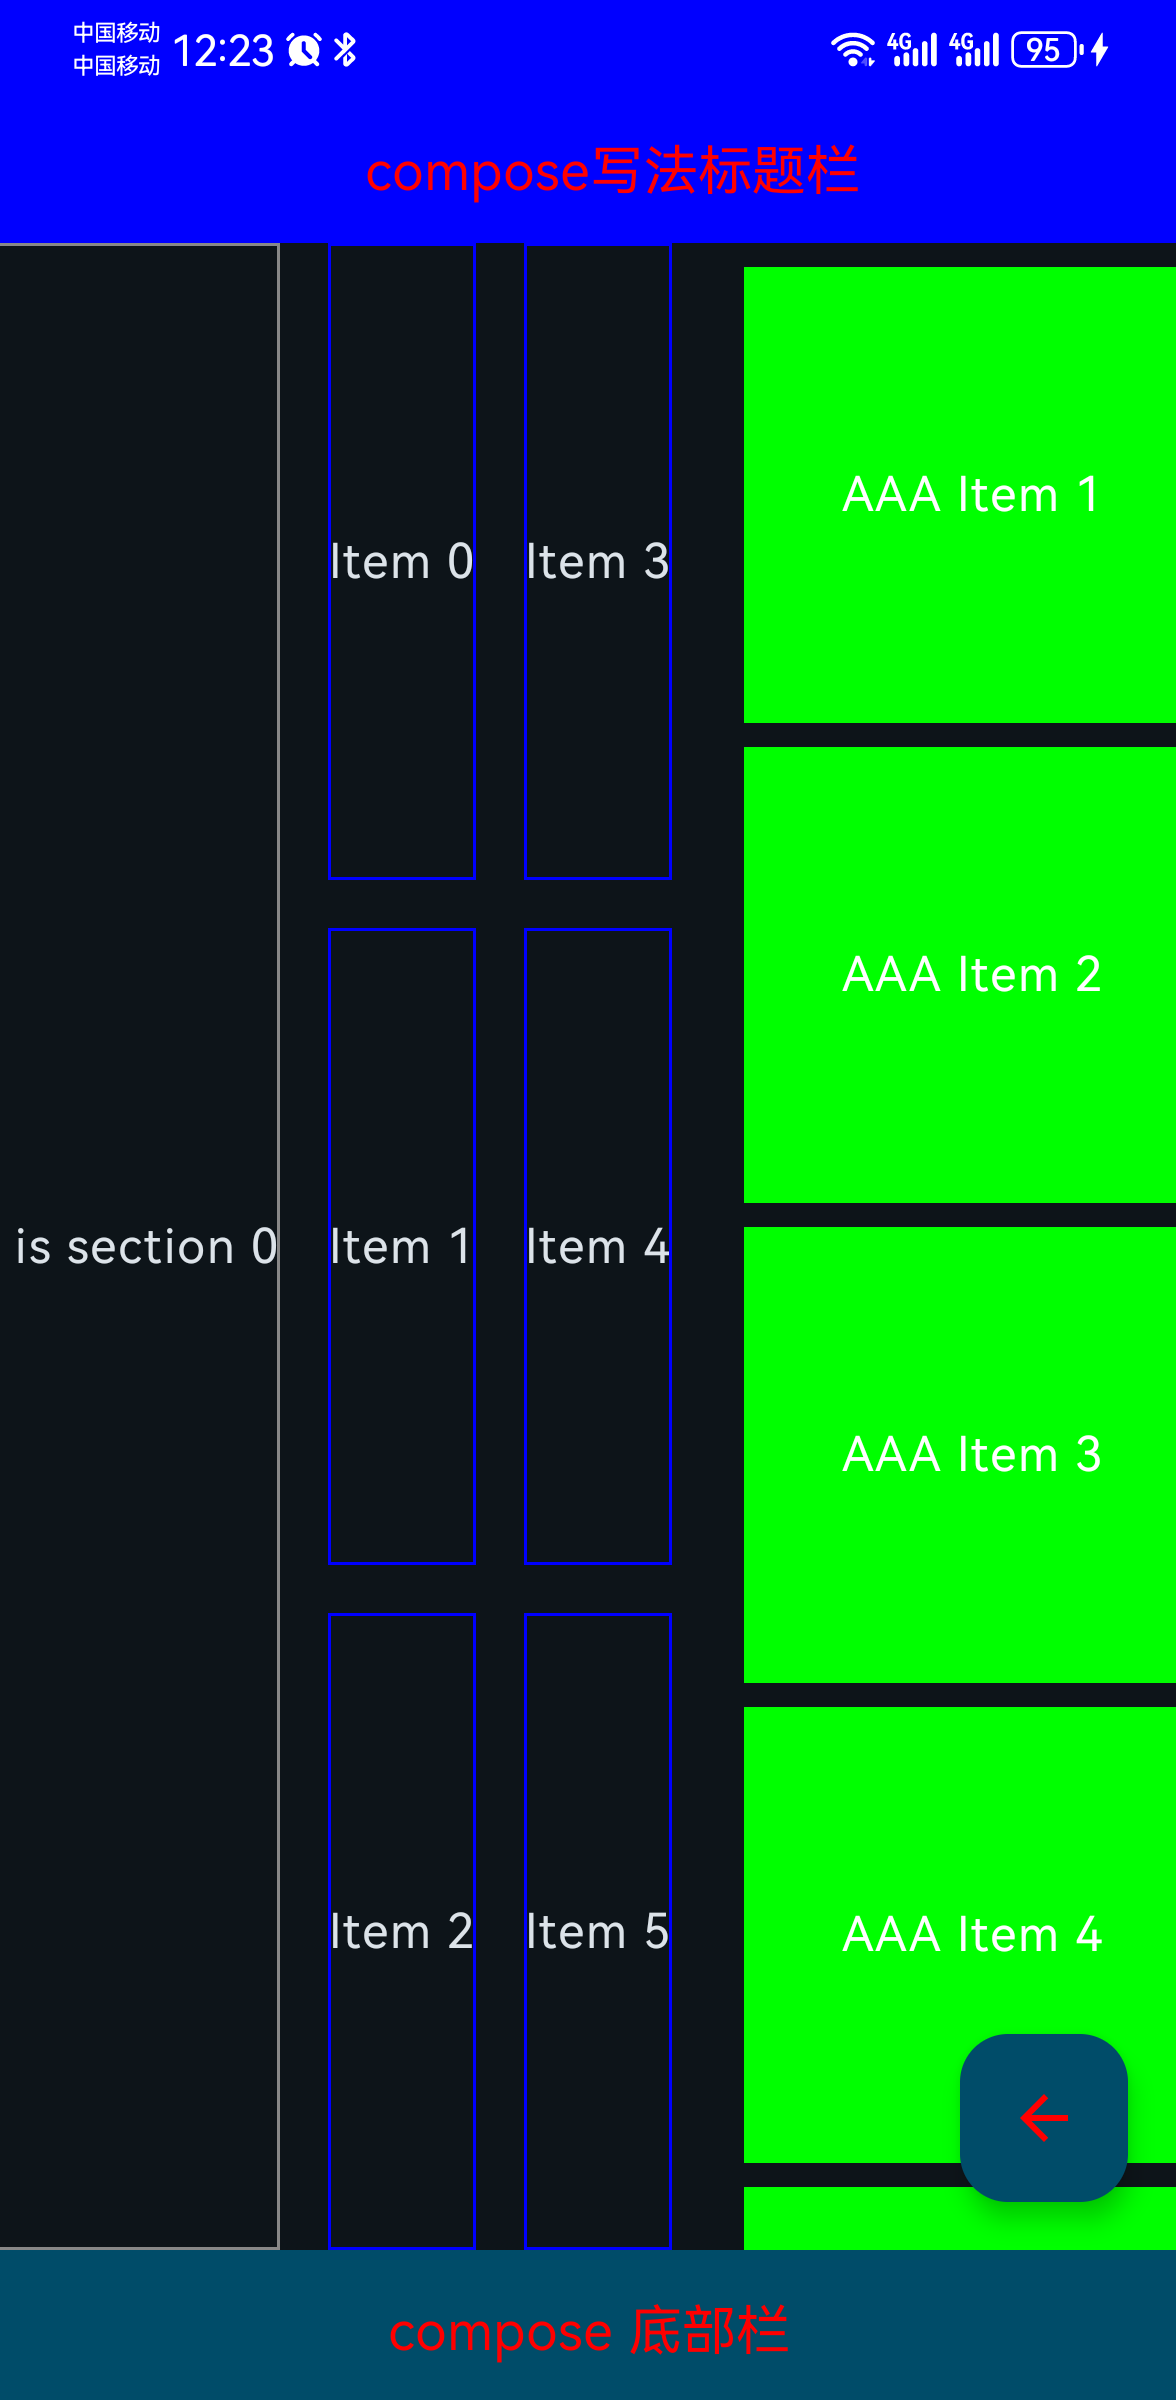 中国移动
中国移动
12:23
4G 4G 95
compose写法标题栏
is section 0
Item 0
Item 1
Item 2
Item 3
Item 4
Item 5
AAA Item 1
AAA Item 2
AAA Item 3
AAA Item 4
compose 底部栏